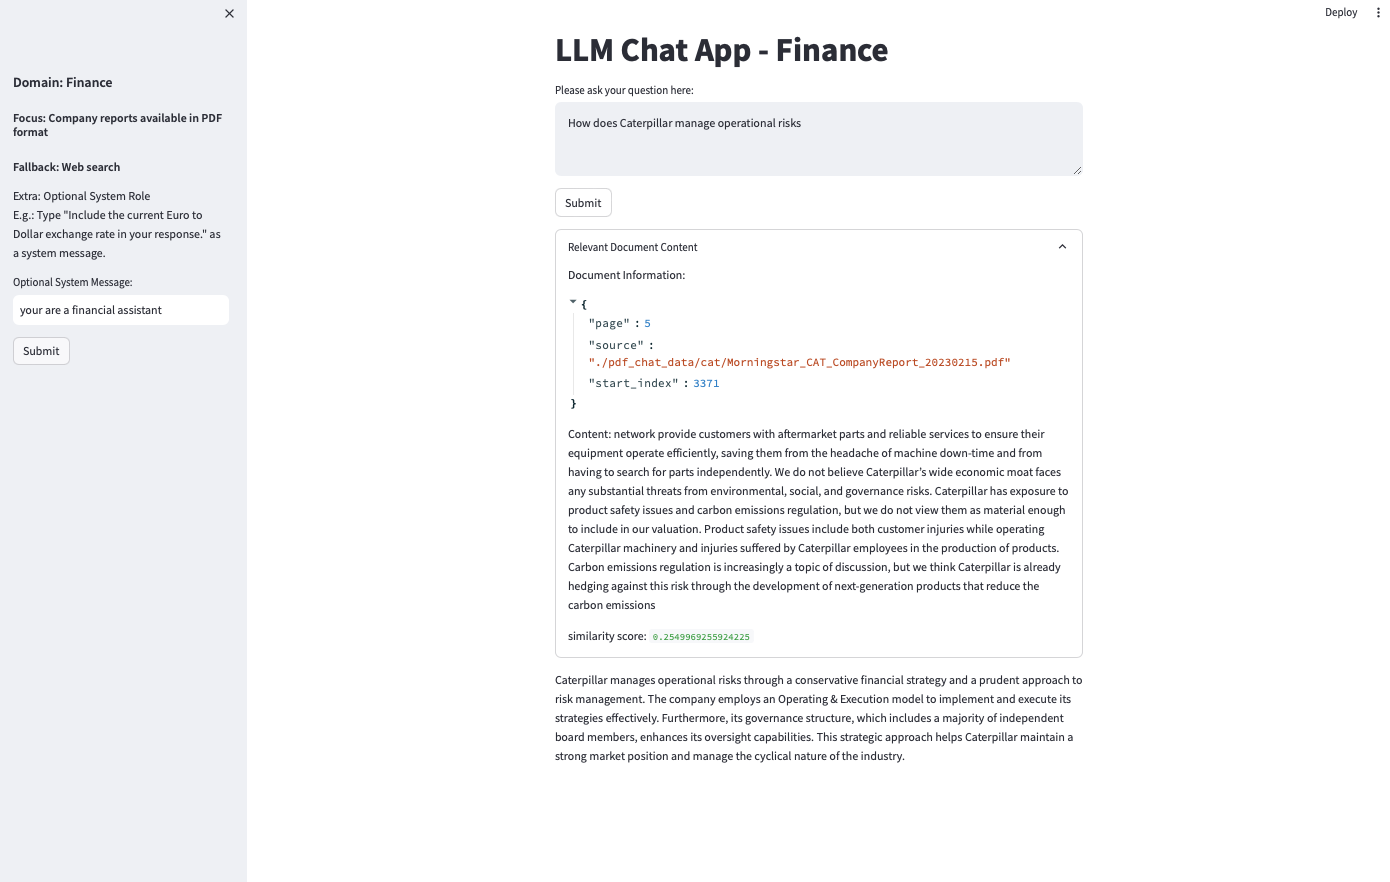 Deploy
Domain: Finance
Focus: Company reports available in PDF
format
Fallback: Web search
Extra: Optional System Role
E.g.: Type "Include the current Euro to
Dollar exchange rate in your response." as
a system message.
Optional System Message:
your are a financial assistant
Submit
LLM Chat App - Finance
Please ask your question here:
How does Caterpillar manage operational risks
Submit
Relevant Document Content
Document Information:
{
"page" : 5
"source" :
"./pdf_chat_data/cat/Morningstar_CAT_CompanyReport_20230215.pdf"
"start_index" : 3371
}
Content: network provide customers with aftermarket parts and reliable services to ensure their
equipment operate efficiently, saving them from the headache of machine down-time and from
having to search for parts independently. We do not believe Caterpillar’s wide economic moat faces
any substantial threats from environmental, social, and governance risks. Caterpillar has exposure to
product safety issues and carbon emissions regulation, but we do not view them as material enough
to include in our valuation. Product safety issues include both customer injuries while operating
Caterpillar machinery and injuries suffered by Caterpillar employees in the production of products.
Carbon emissions regulation is increasingly a topic of discussion, but we think Caterpillar is already
hedging against this risk through the development of next-generation products that reduce the
carbon emissions
similarity score: 0.2549969255924225
Caterpillar manages operational risks through a conservative financial strategy and a prudent approach to
risk management. The company employs an Operating & Execution model to implement and execute its
strategies effectively. Furthermore, its governance structure, which includes a majority of independent
board members, enhances its oversight capabilities. This strategic approach helps Caterpillar maintain a
strong market position and manage the cyclical nature of the industry.